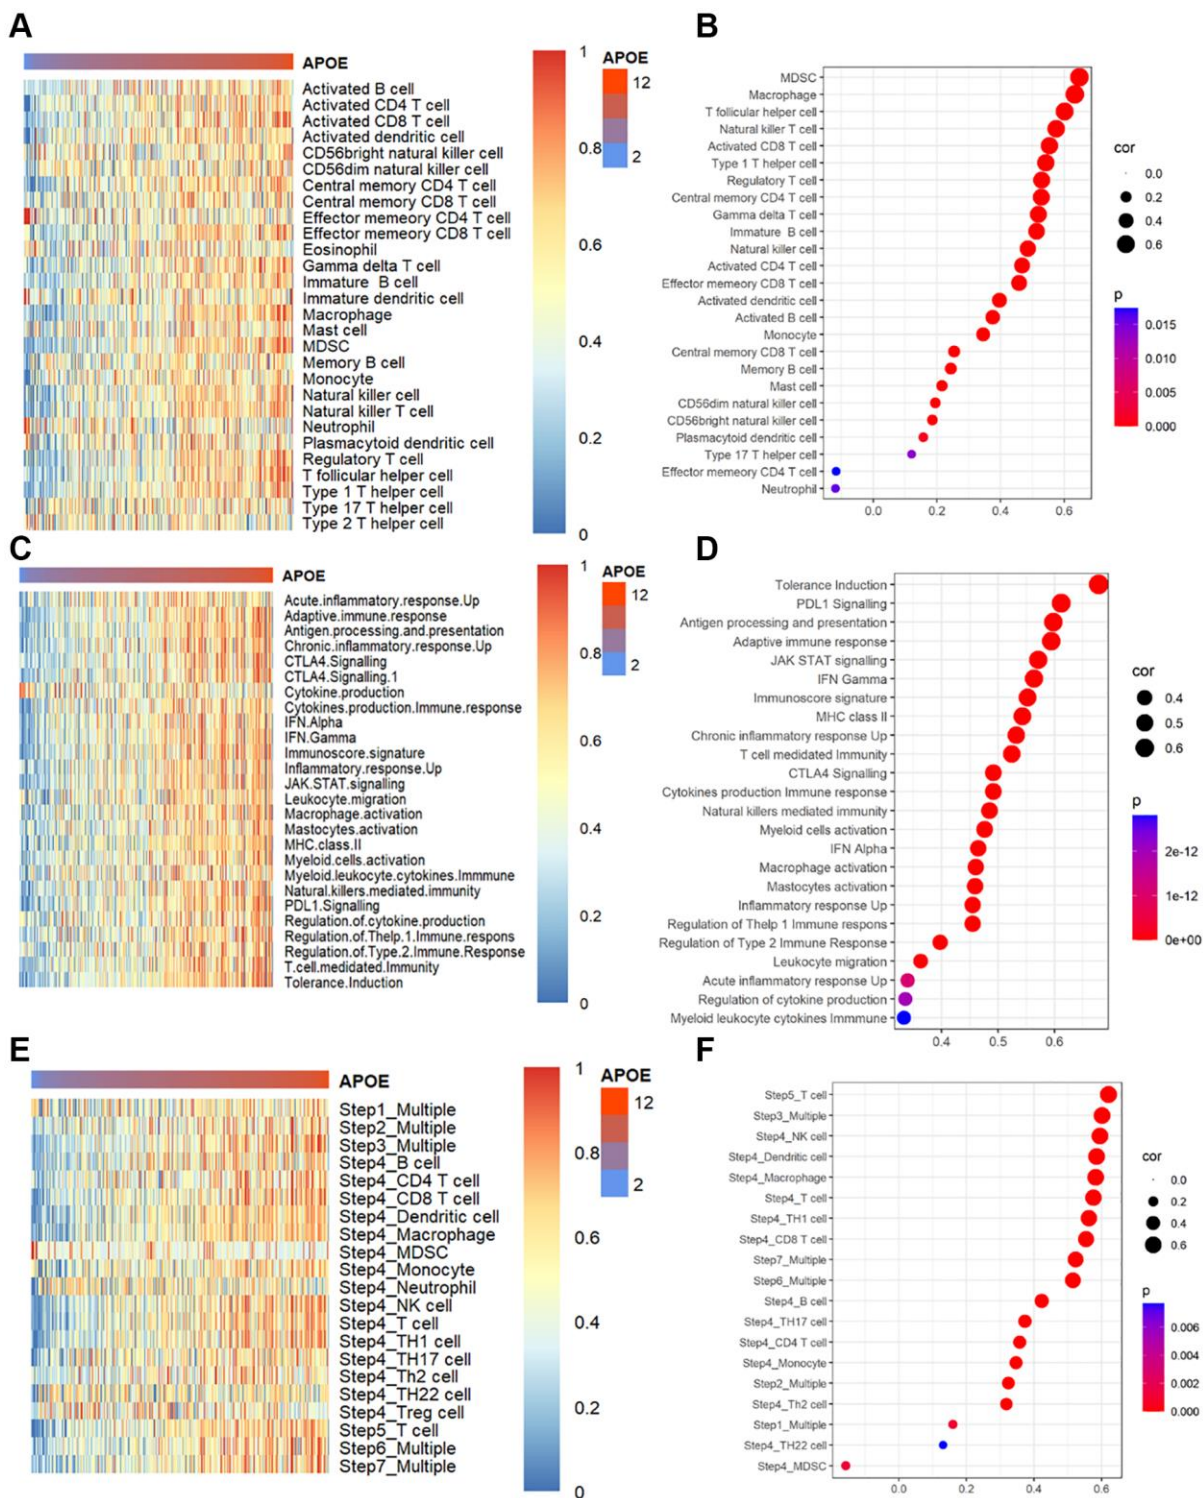 A
APOE
Activated B cell
Activated CD4 T cell
Activated CD8 T cell
Activated dendritic cell
CD56bright natural killer cell
CD56dim natural killer cell
Central memory CD4 T cell
Central memory CD8 T cell
Effector memeory CD4 T cell
Effector memeory CD8 T cell
Eosinophil
Gamma delta T cell
Immature B cell
Immature dendritic cell
Macrophage
Mast cell
MDSC
Memory B cell
Monocyte
Natural killer cell
Natural killer T cell
Neutrophil
Plasmacytoid dendritic cell
Regulatory T cell
T follicular helper cell
Type 1 T helper cell
Type 17 T helper cell
Type 2 T helper cell
1
0.8
0.6
0.4
0.2
0
APOE
12
2
B
MDSC
Macrophage
T follicular helper cell
Natural killer T cell
Activated CD8 T cell
Type 1 T helper cell
Regulatory T cell
Central memory CD4 T cell
Gamma delta T cell
Immature B cell
Natural killer cell
Activated CD4 T cell
Effector memeory CD8 T cell
Activated dendritic cell
Activated B cell
Monocyte
Central memory CD8 T cell
Memory B cell
Mast cell
CD56dim natural killer cell
CD56bright natural killer cell
Plasmacytoid dendritic cell
Type 17 T helper cell
Effector memeory CD4 T cell
Neutrophil
0.0 0.2 0.4 0.6
cor
0.0
0.2
0.4
0.6
p
0.015
0.010
0.005
0.000
C
APOE
Acute.inflammatory.response.Up
Adaptive.immune.response
Antigen.processing.and.presentation
Chronic.inflammatory.response.Up
CTLA4.Signalling
CTLA4.Signalling.1
Cytokine.production
Cytokines.production.Immune.response
IFN.Alpha
IFN.Gamma
Immunoscore.signature
Inflammatory.response.Up
JAK.STAT.signalling
Leukocyte.migration
Macrophage.activation
Mastocytes.activation
MHC.class.II
Myeloid.cells.activation
Myeloid.leukocyte.cytokines.Immmune
Natural.killers.mediated.immunity
PDL1.Signalling
Regulation.of.cytokine.production
Regulation.of.Thelp.1.Immune.respons
Regulation.of.Type.2.Immune.Response
T.cell.medidated.Immunity
Tolerance.Induction
1
0.8
0.6
0.4
0.2
0
APOE
12
2
D
Tolerance Induction
PDL1 Signalling
Antigen processing and presentation
Adaptive immune response
JAK STAT signalling
IFN Gamma
Immunoscore signature
MHC class II
Chronic inflammatory response Up
T cell medidated Immunity
CTLA4 Signalling
Cytokines production Immune response
Natural killers mediated immunity
Myeloid cells activation
IFN Alpha
Macrophage activation
Mastocytes activation
Inflammatory response Up
Regulation of Thelp 1 Immune respons
Regulation of Type 2 Immune Response
Leukocyte migration
Acute inflammatory response Up
Regulation of cytokine production
Myeloid leukocyte cytokines Immmune
0.4 0.5 0.6
cor
0.4
0.5
0.6
p
2e-12
1e-12
0e+00
E
APOE
Step1_Multiple
Step2_Multiple
Step3_Multiple
Step4_B cell
Step4_CD4 T cell
Step4_CD8 T cell
Step4_Dendritic cell
Step4_Macrophage
Step4_MDSC
Step4_Monocyte
Step4_Neutrophil
Step4_NK cell
Step4_T cell
Step4_TH1 cell
Step4_TH17 cell
Step4_Th2 cell
Step4_TH22 cell
Step4_Treg cell
Step5_T cell
Step6_Multiple
Step7_Multiple
1
0.8
0.6
0.4
0.2
0
APOE
12
2
F
Step5_T cell
Step3_Multiple
Step4_NK cell
Step4_Dendritic cell
Step4_Macrophage
Step4_T cell
Step4_TH1 cell
Step4_CD8 T cell
Step7_Multiple
Step6_Multiple
Step4_B cell
Step4_TH17 cell
Step4_CD4 T cell
Step4_Monocyte
Step2_Multiple
Step4_Th2 cell
Step1_Multiple
Step4_TH22 cell
Step4_MDSC
0.0 0.2 0.4 0.6
cor
0.0
0.2
0.4
0.6
p
0.006
0.004
0.002
0.000